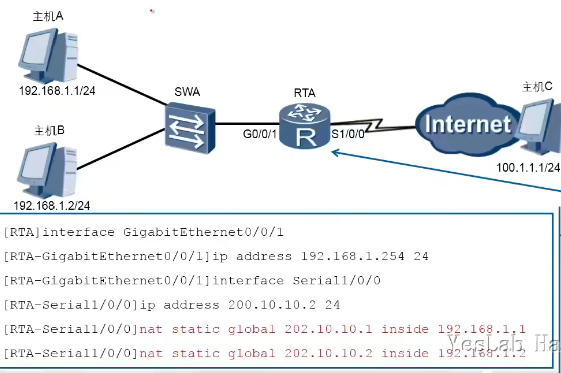 主机A
192.168.1.1/24
SWA
RTA
主机C
主机B
G0/0/1
R
S1/0/0
Internet
100.1.1.1/24
192.168.1.2/24
[RTA]interface GigabitEthernet0/0/1
[RTA-GigabitEthernet0/0/1]ip address 192.168.1.254 24
[RTA-GigabitEthernet0/0/1]interface Serial1/0/0
[RTA-Serial1/0/0]ip address 200.10.10.2 24
[RTA-Serial1/0/0]nat static global 202.10.10.1 inside 192.168.1.1
[RTA-Serial1/0/0]nat static global 202.10.10.2 inside 192.168.1.2
YesLab